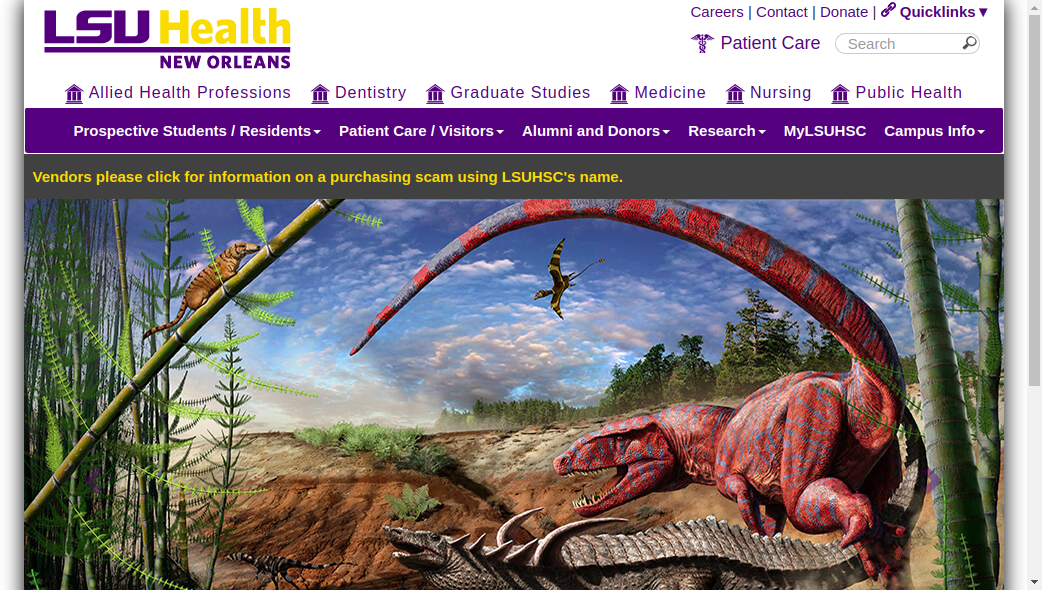 LSU Health
NEW ORLEANS
Careers | Contact | Donate | Quicklinks ▼
Patient Care
Search
Allied Health Professions Dentistry Graduate Studies Medicine Nursing Public Health
Prospective Students / Residents Patient Care / Visitors Alumni and Donors Research MyLSUHSC Campus Info
Vendors please click for information on a purchasing scam using LSUHSC's name.